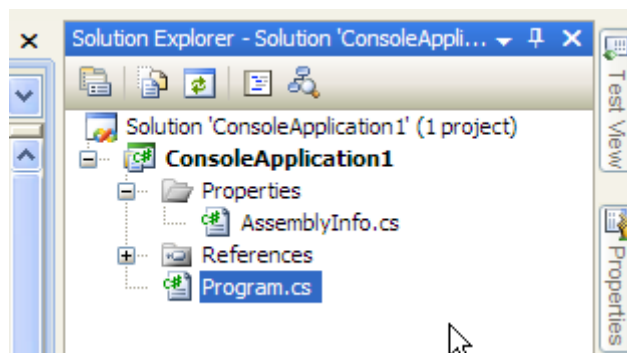 Solution Explorer - Solution 'ConsoleAppli...
Solution 'ConsoleApplication1' (1 project)
C# ConsoleApplication1
Properties
C# AssemblyInfo.cs
References
C# Program.cs
Test View
Properties